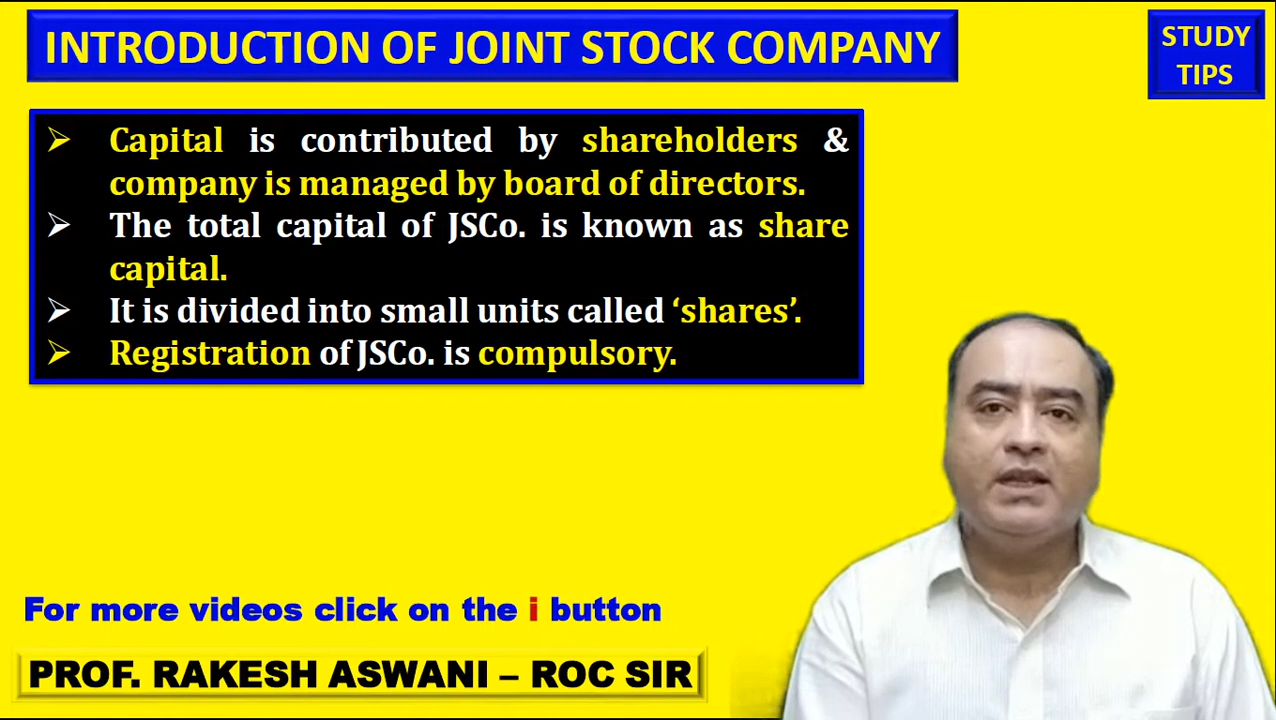 INTRODUCTION OF JOINT STOCK COMPANY
STUDY
TIPS
➢ Capital is contributed by shareholders &
company is managed by board of directors.
➢ The total capital of JSCo. is known as share
capital.
➢ It is divided into small units called ‘shares’.
➢ Registration of JSCo. is compulsory.
For more videos click on the i button
PROF. RAKESH ASWANI – ROC SIR